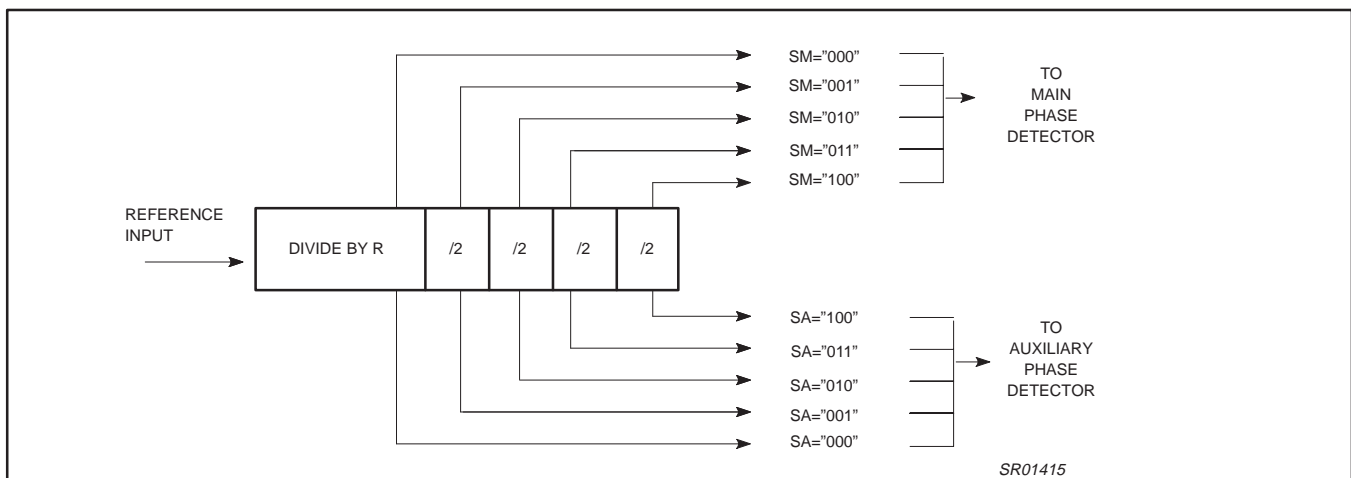 SM=”000”
SM=”001”
SM=”010”
SM=”011”
SM=”100”
TO
MAIN
PHASE
DETECTOR
REFERENCE
INPUT
DIVIDE BY R
/2
/2
/2
/2
SA=”100”
SA=”011”
SA=”010”
SA=”001”
SA=”000”
TO
AUXILIARY
PHASE
DETECTOR
SR01415